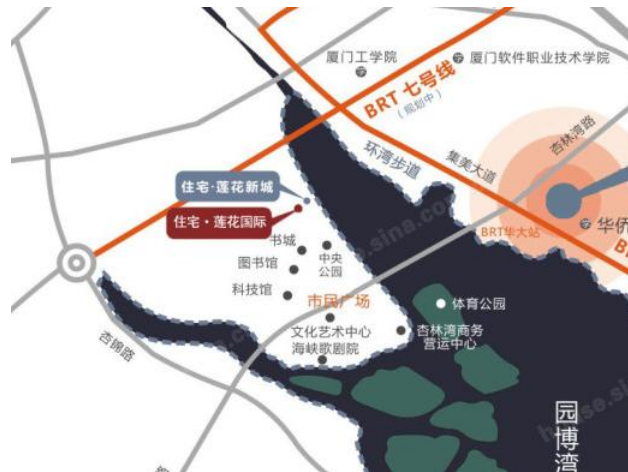 厦门工学院
厦门软件职业技术学院
BRT 七号线
(规划中)
杏林湾路
环湾步道
集美大道
住宅·莲花新城
住宅·莲花国际
BRT华大站
华侨
书城
中央
公园
图书馆
科技馆
市民广场
体育公园
文化艺术中心
海峡歌剧院
杏林湾商务
营运中心
杏锦路
园博湾